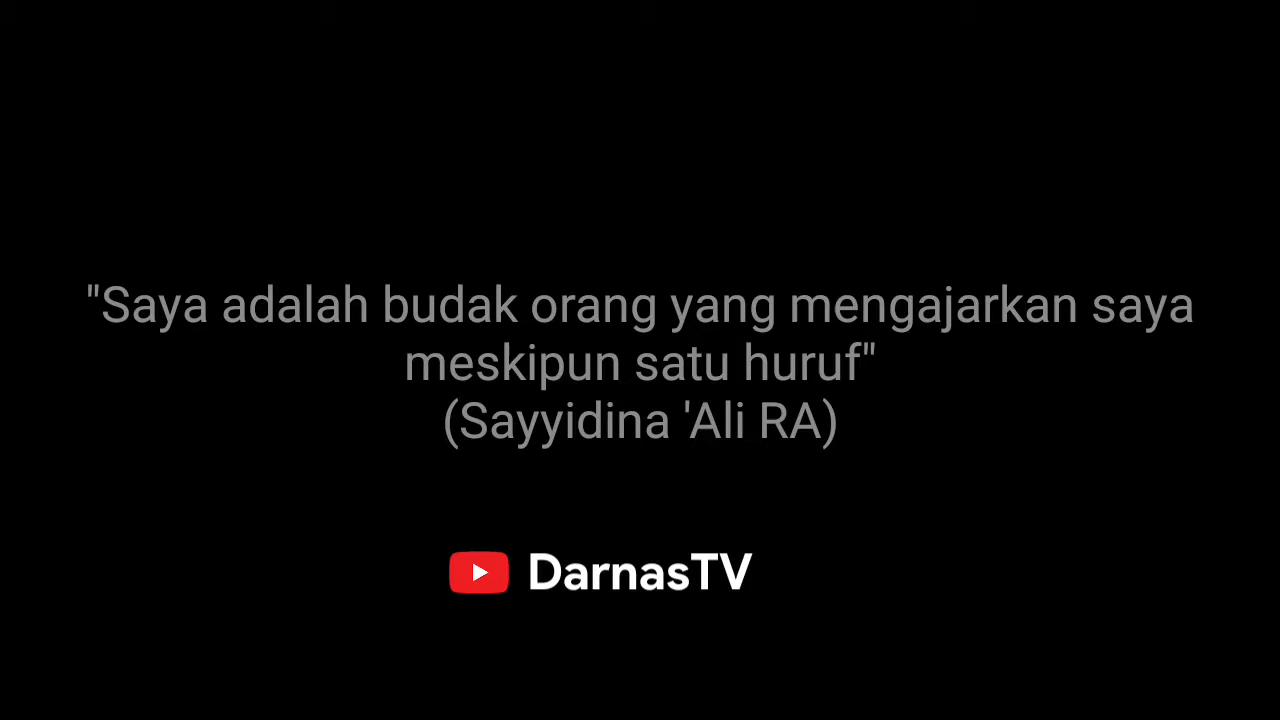 "Saya adalah budak orang yang mengajarkan saya
meskipun satu huruf"
(Sayyidina 'Ali RA)
DarnasTV